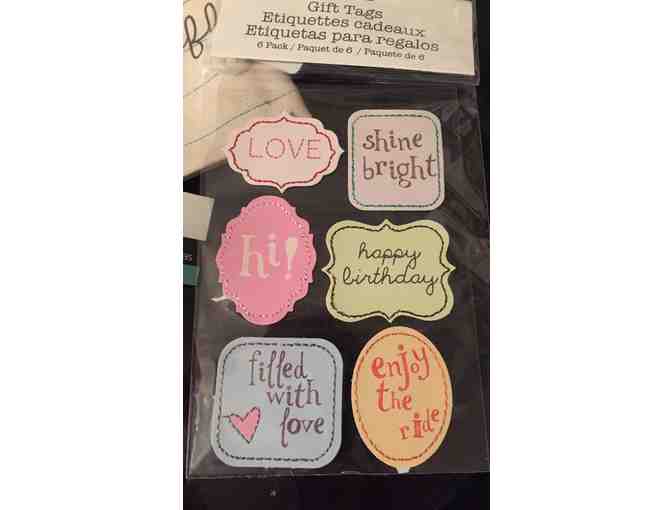 Gift Tags
Etiquettes cadeaux
Etiquetas para regalos
6 Pack / Paquet de 6 / Paquete de 6
LOVE
shine
bright
hi!
happy
birthday
filled
with
love
enjoy
the
ride